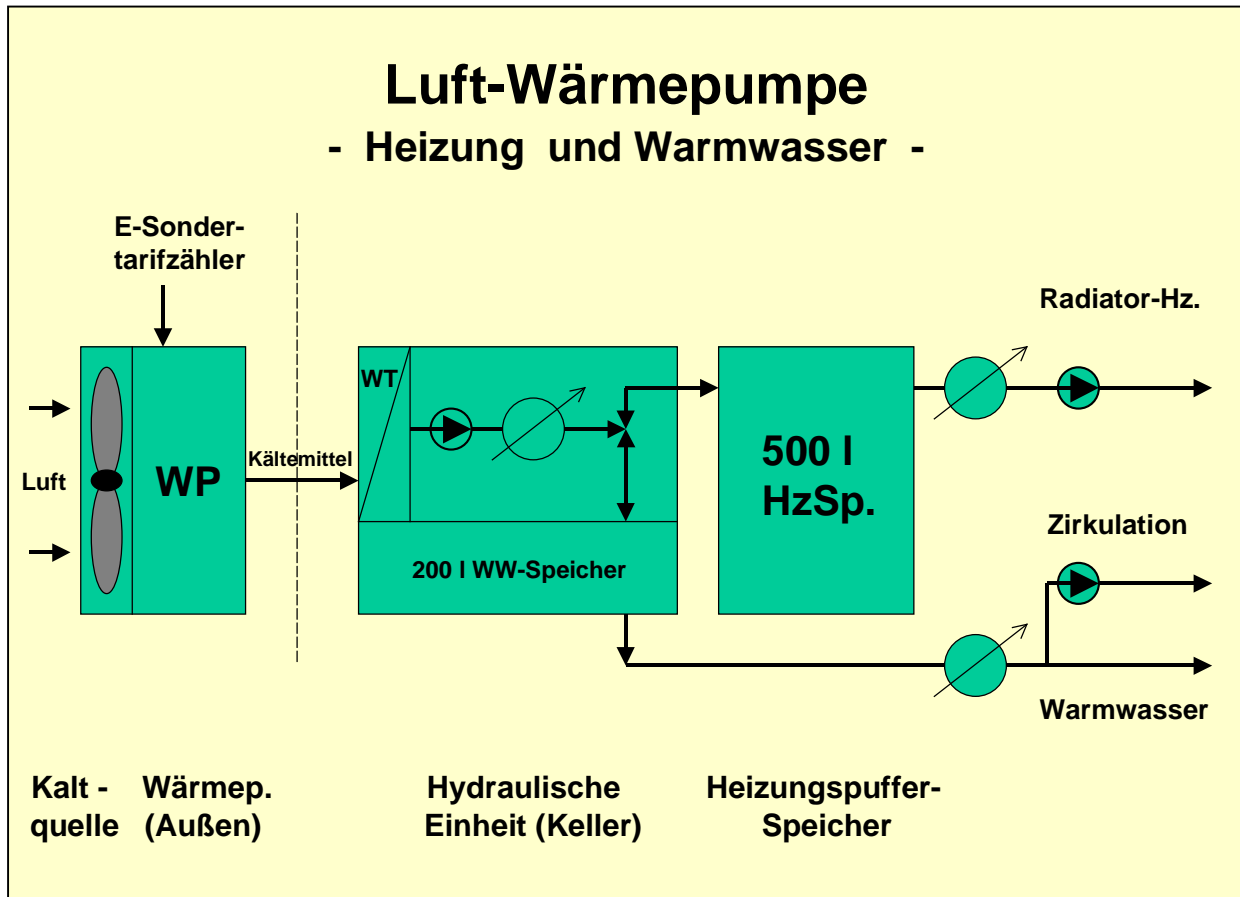 Luft-Wärmepumpe
- Heizung und Warmwasser -
E-Sonder-
tarifzähler
Radiator-Hz.
WT
Luft
WP
Kältemittel
500 l
HzSp.
Zirkulation
200 l WW-Speicher
Warmwasser
Kalt -
quelle
Wärmep.
(Außen)
Hydraulische
Einheit (Keller)
Heizungspuffer-
Speicher